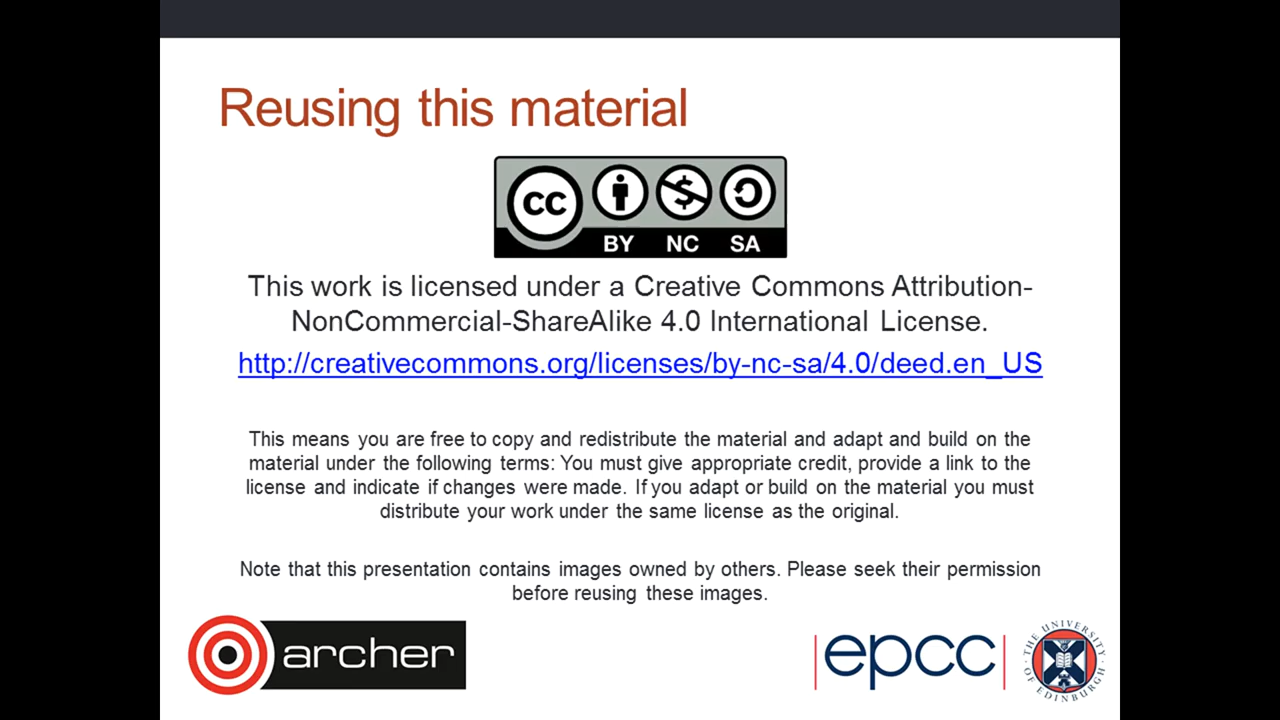 Reusing this material
CC
BY NC SA
This work is licensed under a Creative Commons Attribution-
NonCommercial-ShareAlike 4.0 International License.
http://creativecommons.org/licenses/by-nc-sa/4.0/deed.en_US
This means you are free to copy and redistribute the material and adapt and build on the
material under the following terms: You must give appropriate credit, provide a link to the
license and indicate if changes were made. If you adapt or build on the material you must
distribute your work under the same license as the original.
Note that this presentation contains images owned by others. Please seek their permission
before reusing these images.
archer
epcc
THE UNIVERSITY
OF EDINBURGH